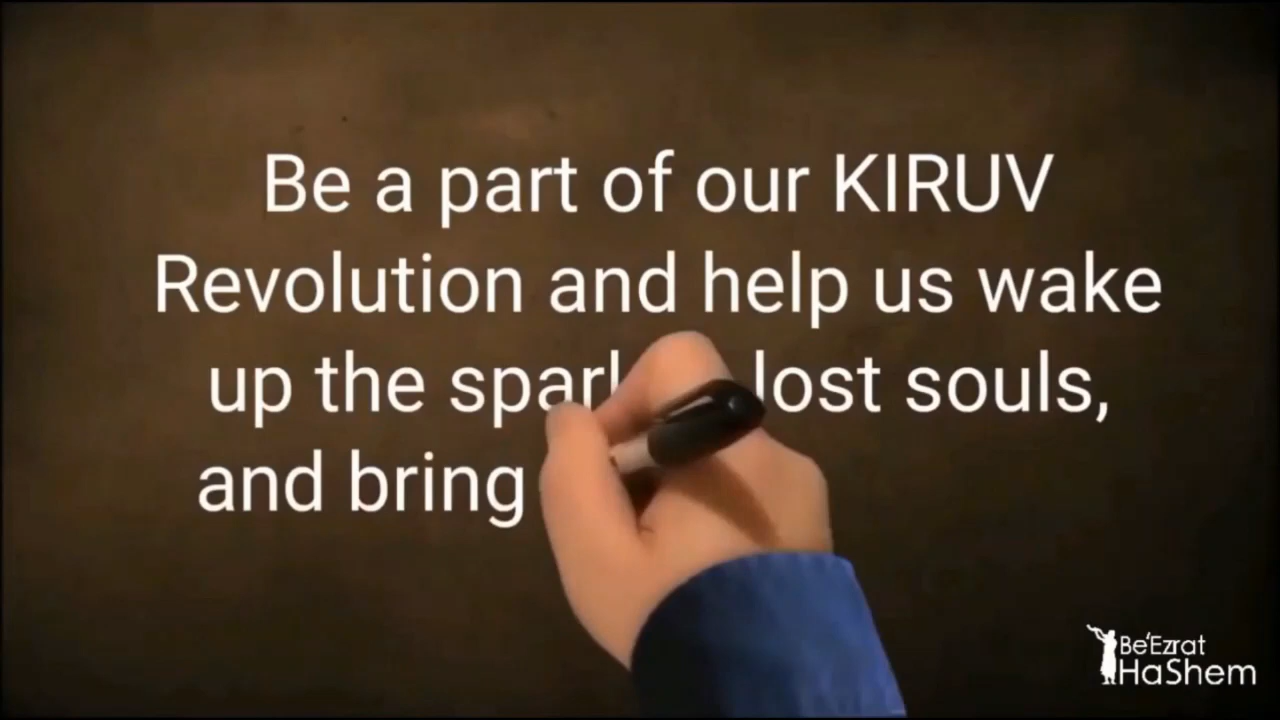 Be a part of our KIRUV
Revolution and help us wake
up the lost souls,
and bring
Be'Ezrat
HaShem